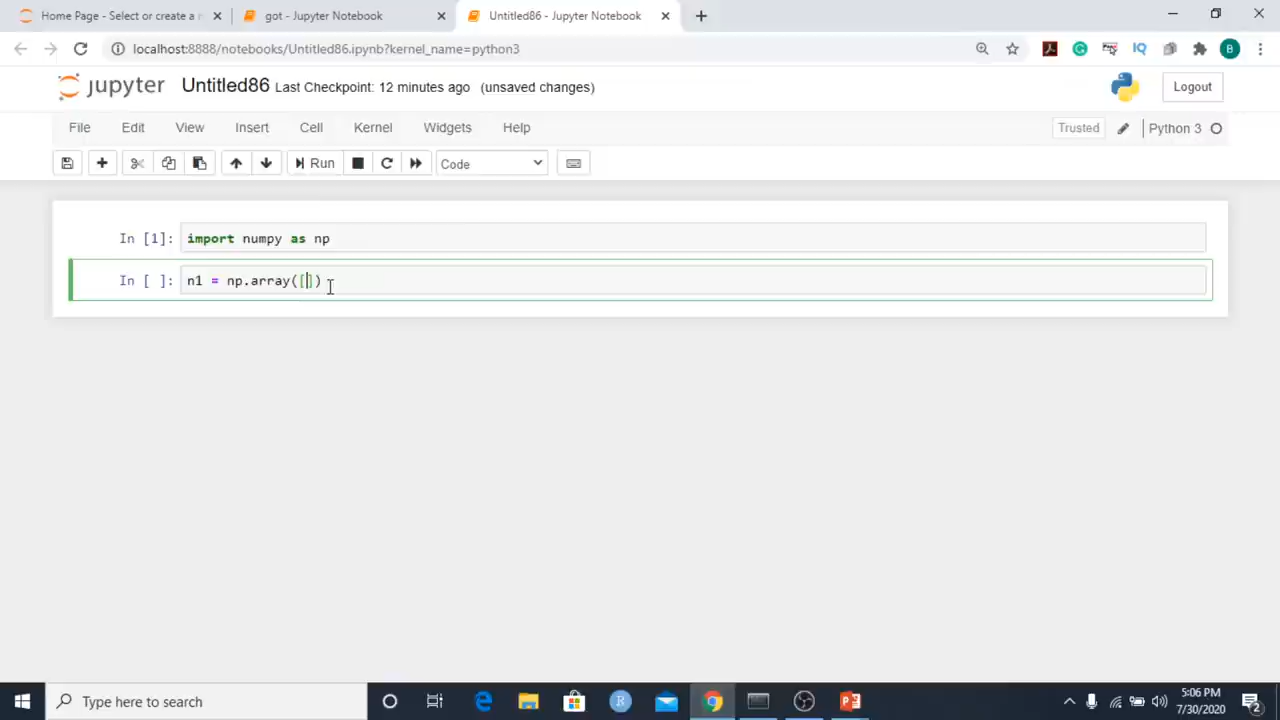 Home Page - Select or create a n
got - Jupyter Notebook
Untitled86 - Jupyter Notebook
localhost:8888/notebooks/Untitled86.ipynb?kernel_name=python3
IQ
B
jupyter Untitled86 Last Checkpoint: 12 minutes ago (unsaved changes)
Logout
File Edit View Insert Cell Kernel Widgets Help
Trusted
Python 3
Run
Code
In [1]: import numpy as np
In [ ]: n1 = np.array([])
Type here to search
R
5:06 PM
7/30/2020
2